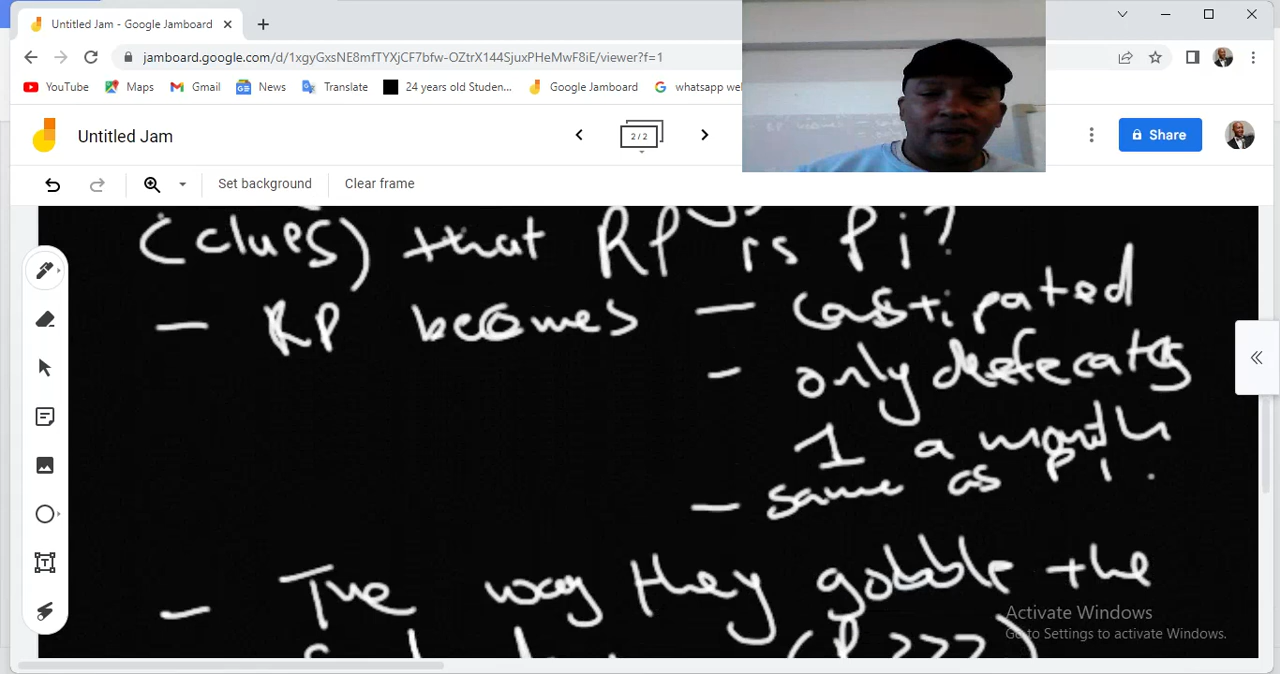 Untitled Jam - Google Jamboard
jamboard.google.com/d/1xgyGxsNE8mfTYXjCF7bfw-OZtrX144SjuxPHeMwF8iE/viewer?f=1
YouTube Maps Gmail News Translate 24 years old Studen... Google Jamboard whatsapp wel
Untitled Jam
2/2
Share
Set background Clear frame
(clues) that RP is Pi?
— RP becomes — castipated
- only defecates
1 a month
— same as Pi.
— The way they gobble the
Activate Windows
Go to Settings to activate Windows.